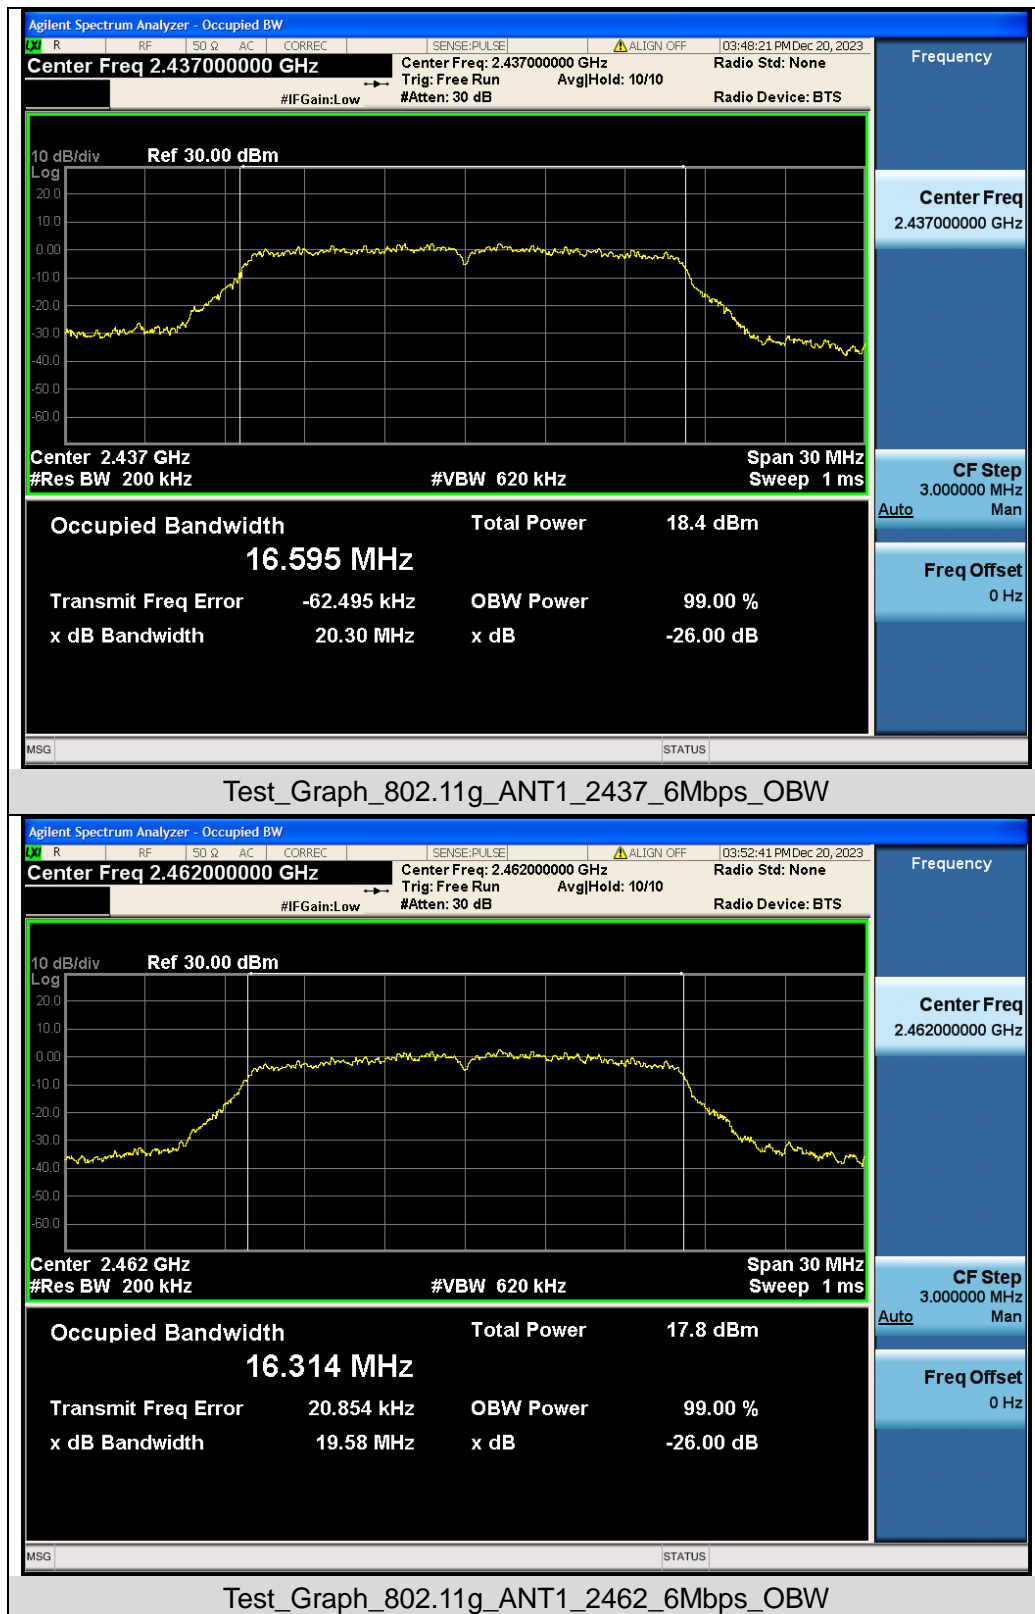 Agilent Spectrum Analyzer - Occupied BW
LXI R RF 50 Ω AC CORREC SENSE:PULSE ALIGN OFF 03:48:21 PM Dec 20, 2023
Center Freq 2.437000000 GHz Center Freq: 2.437000000 GHz Radio Std: None
Trig: Free Run Avg|Hold: 10/10
#IFGain:Low #Atten: 30 dB Radio Device: BTS
Frequency
10 dB/div Ref 30.00 dBm
Log
20.0
10.0
0.00
-10.0
-20.0
-30.0
-40.0
-50.0
-60.0
Center 2.437 GHz Span 30 MHz
#Res BW 200 kHz #VBW 620 kHz Sweep 1 ms
Center Freq
2.437000000 GHz
CF Step
3.000000 MHz
Auto Man
Freq Offset
0 Hz
Occupied Bandwidth Total Power 18.4 dBm
16.595 MHz
Transmit Freq Error -62.495 kHz OBW Power 99.00 %
x dB Bandwidth 20.30 MHz x dB -26.00 dB
MSG STATUS
Test_Graph_802.11g_ANT1_2437_6Mbps_OBW
Agilent Spectrum Analyzer - Occupied BW
LXI R RF 50 Ω AC CORREC SENSE:PULSE ALIGN OFF 03:52:41 PM Dec 20, 2023
Center Freq 2.462000000 GHz Center Freq: 2.462000000 GHz Radio Std: None
Trig: Free Run Avg|Hold: 10/10
#IFGain:Low #Atten: 30 dB Radio Device: BTS
Frequency
10 dB/div Ref 30.00 dBm
Log
20.0
10.0
0.00
-10.0
-20.0
-30.0
-40.0
-50.0
-60.0
Center 2.462 GHz Span 30 MHz
#Res BW 200 kHz #VBW 620 kHz Sweep 1 ms
Center Freq
2.462000000 GHz
CF Step
3.000000 MHz
Auto Man
Freq Offset
0 Hz
Occupied Bandwidth Total Power 17.8 dBm
16.314 MHz
Transmit Freq Error 20.854 kHz OBW Power 99.00 %
x dB Bandwidth 19.58 MHz x dB -26.00 dB
MSG STATUS
Test_Graph_802.11g_ANT1_2462_6Mbps_OBW